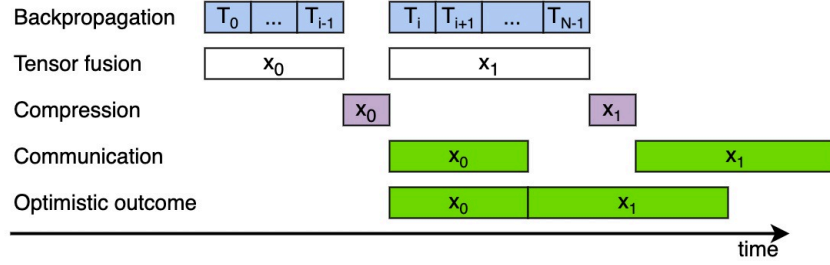 Backpropagation T0 ... Ti-1 Ti Ti+1 ... TN-1
Tensor fusion x0 x1
Compression x0 x1
Communication x0 x1
Optimistic outcome x0 x1
time